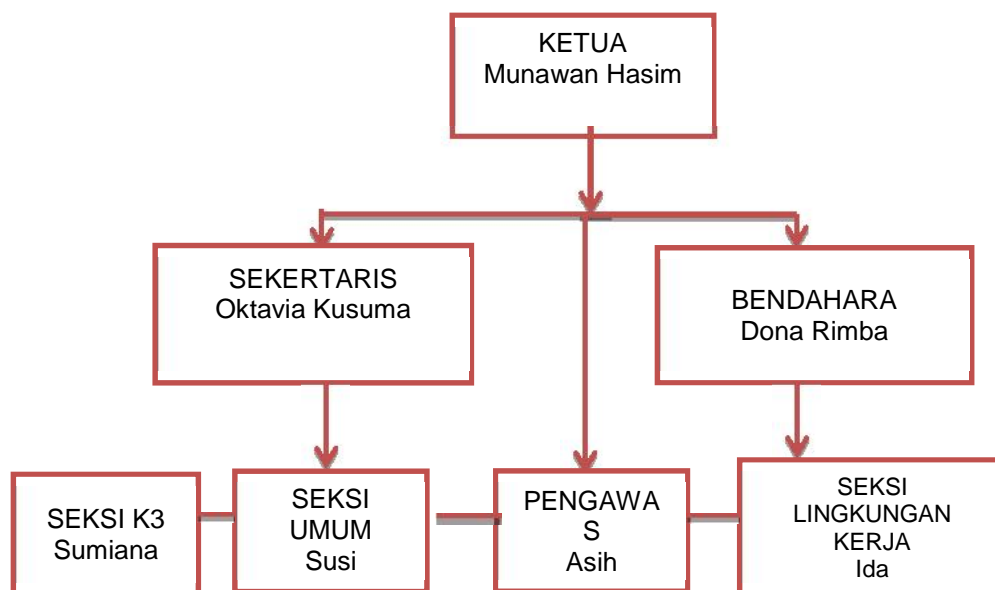 KETUA
Munawan Hasim
SEKERTARIS
Oktavia Kusuma
BENDAHARA
Dona Rimba
SEKSI K3
Sumiana
SEKSI
UMUM
Susi
PENGAWA
S
Asih
SEKSI
LINGKUNGAN
KERJA
Ida